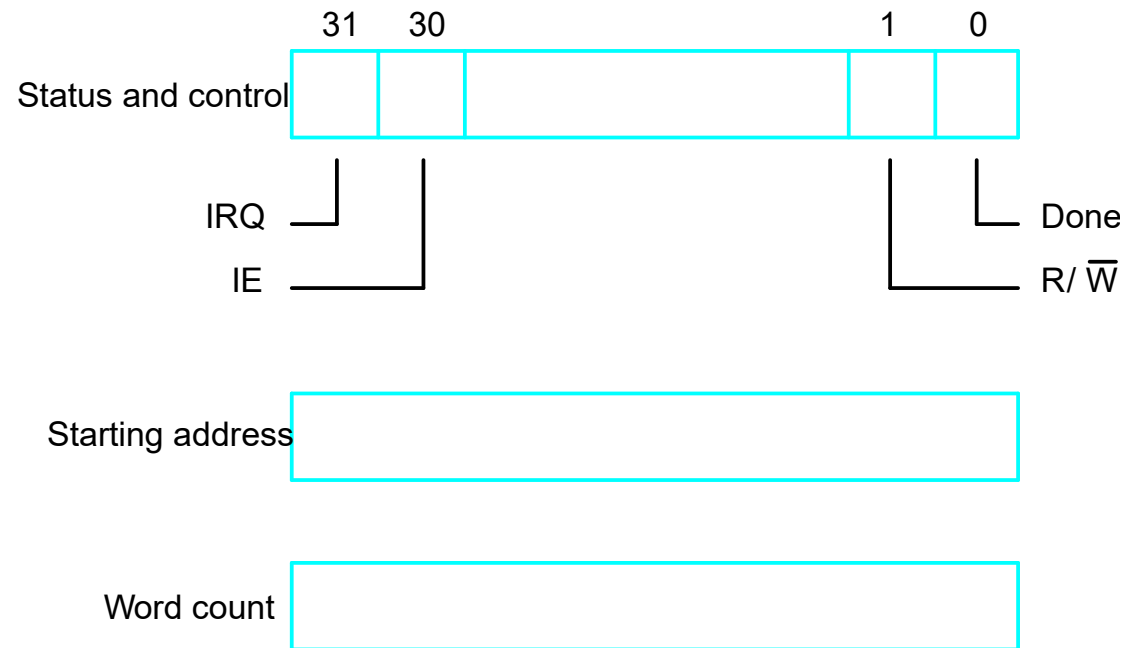 31 30 1 0
Status and control
IRQ Done
IE R/ W̅
Starting address
Word count